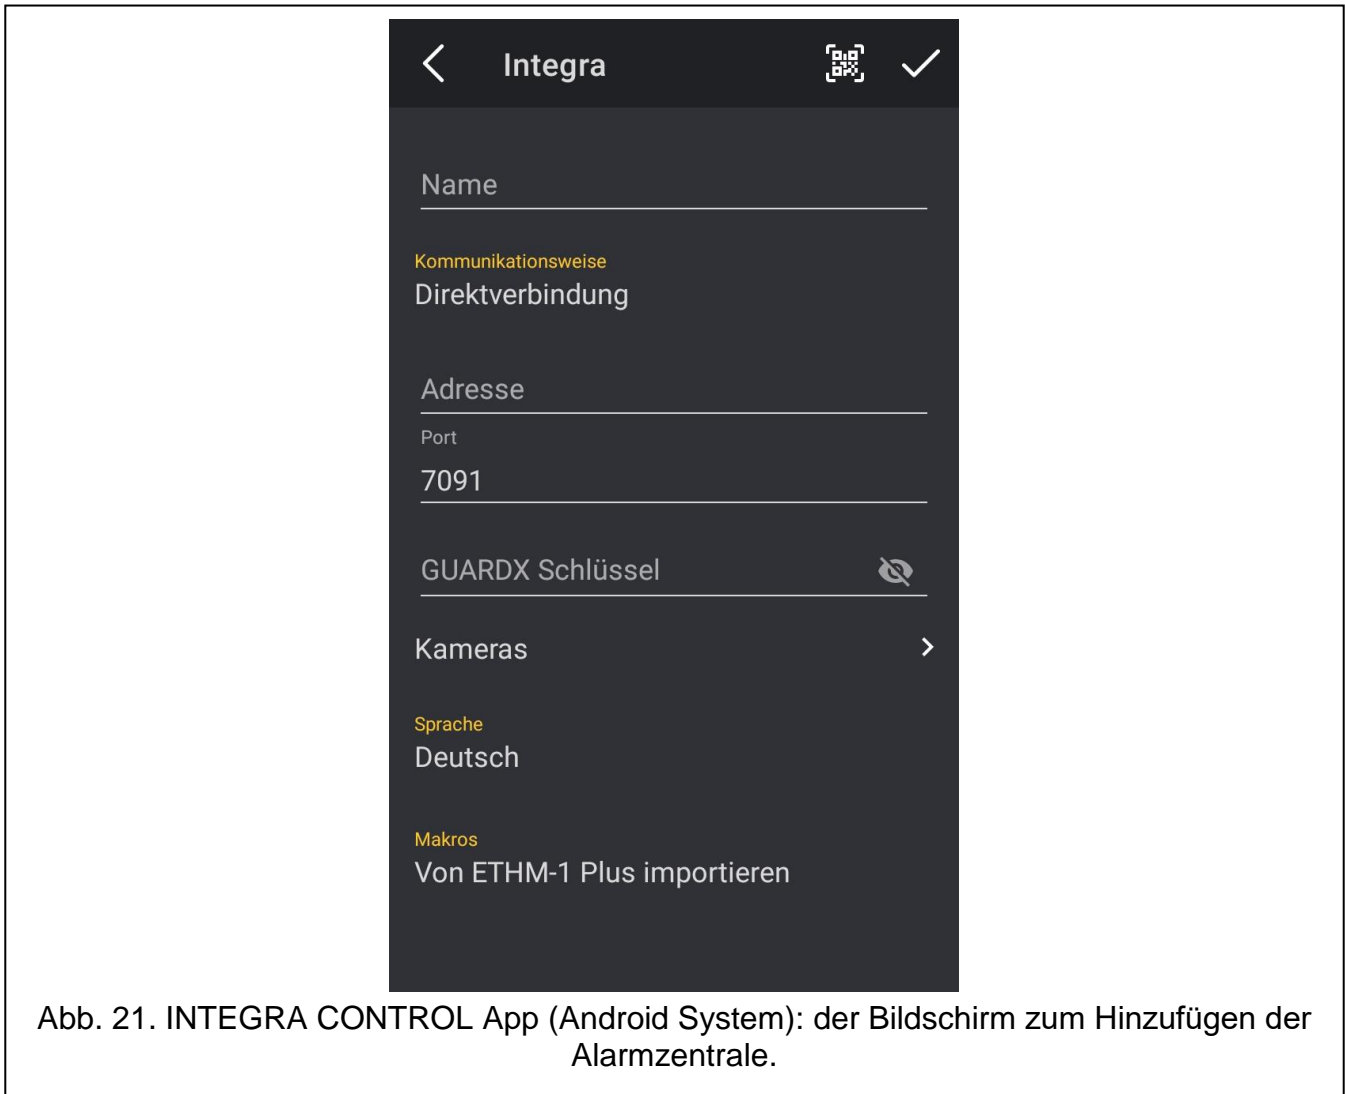 Integra
Name
Kommunikationsweise
Direktverbindung
Adresse
Port
7091
GUARDX Schlüssel
Kameras
Sprache
Deutsch
Makros
Von ETHM-1 Plus importieren
Abb. 21. INTEGRA CONTROL App (Android System): der Bildschirm zum Hinzufügen der
Alarmzentrale.